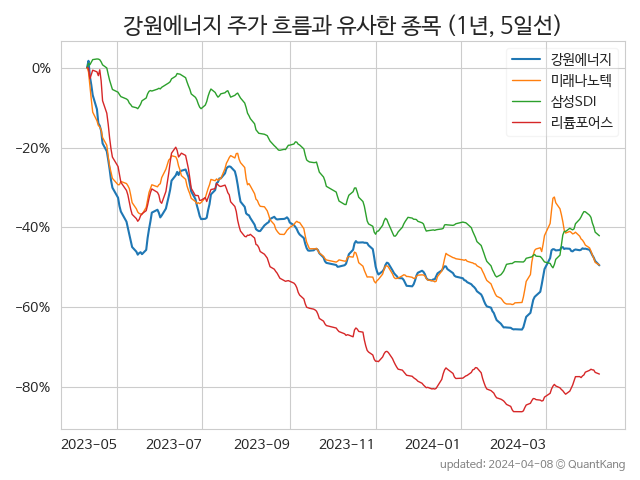 강원에너지 주가 흐름과 유사한 종목 (1년, 5일선)
강원에너지
미래나노텍
삼성SDI
리튬포어스
0%
−20%
−40%
−60%
−80%
2023-05 2023-07 2023-09 2023-11 2024-01 2024-03
updated: 2024-04-08 © QuantKang